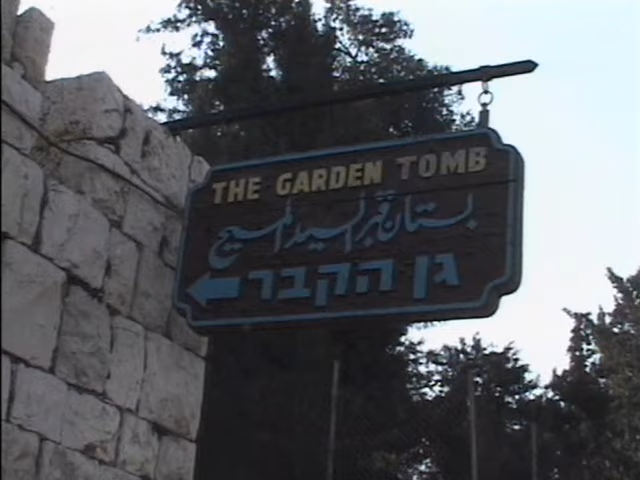 THE GARDEN TOMB
بستان قبر السيد المسيح
גן הקבר